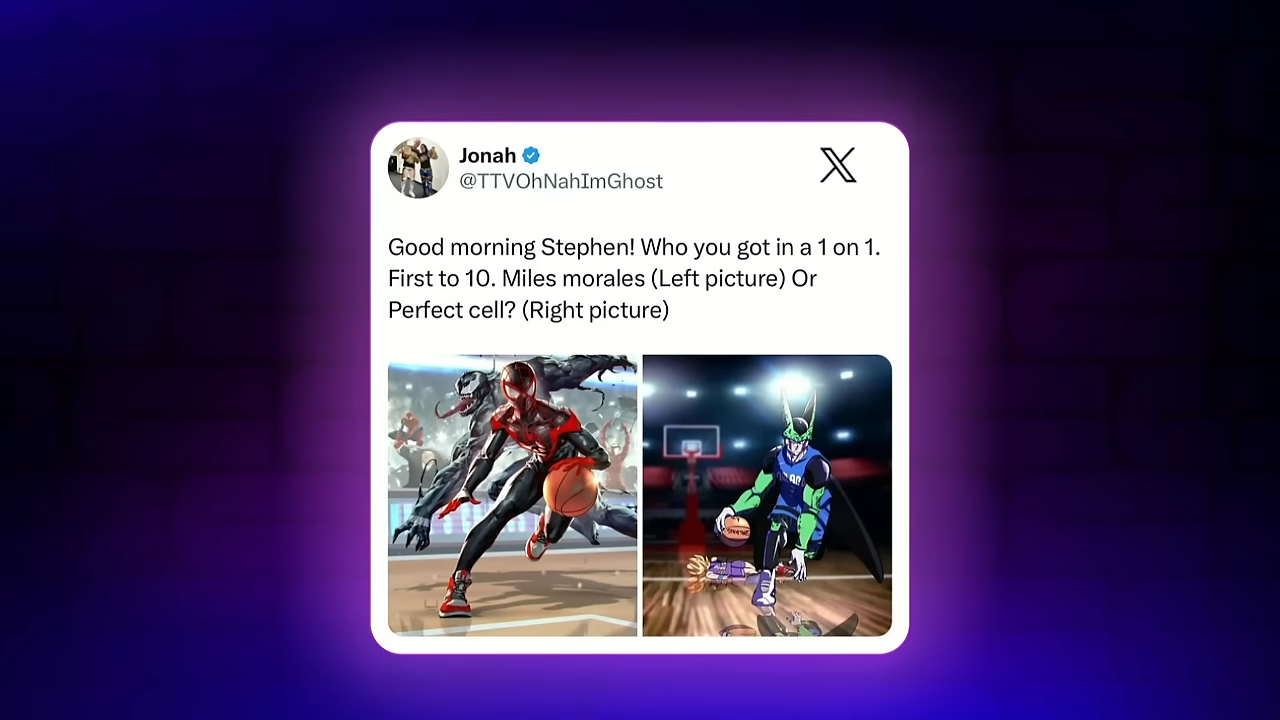 Jonah
@TTVOhNahImGhost
Good morning Stephen! Who you got in a 1 on 1.
First to 10. Miles morales (Left picture) Or
Perfect cell? (Right picture)